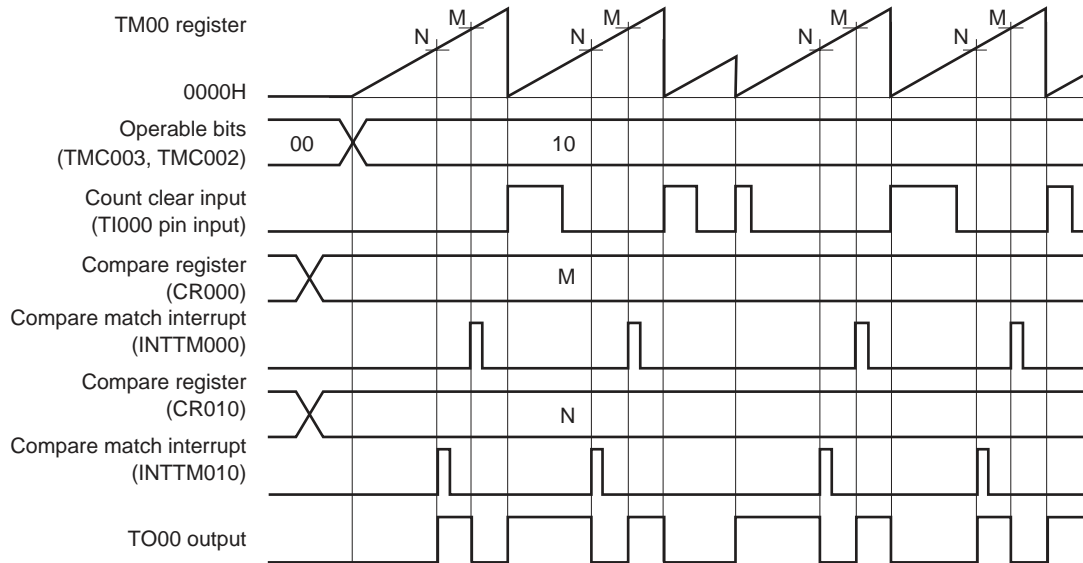 TM00 register
N M N M N M N M
0000H
Operable bits
(TMC003, TMC002)
00 10
Count clear input
(TI000 pin input)
Compare register
(CR000)
M
Compare match interrupt
(INTTM000)
Compare register
(CR010)
N
Compare match interrupt
(INTTM010)
TO00 output